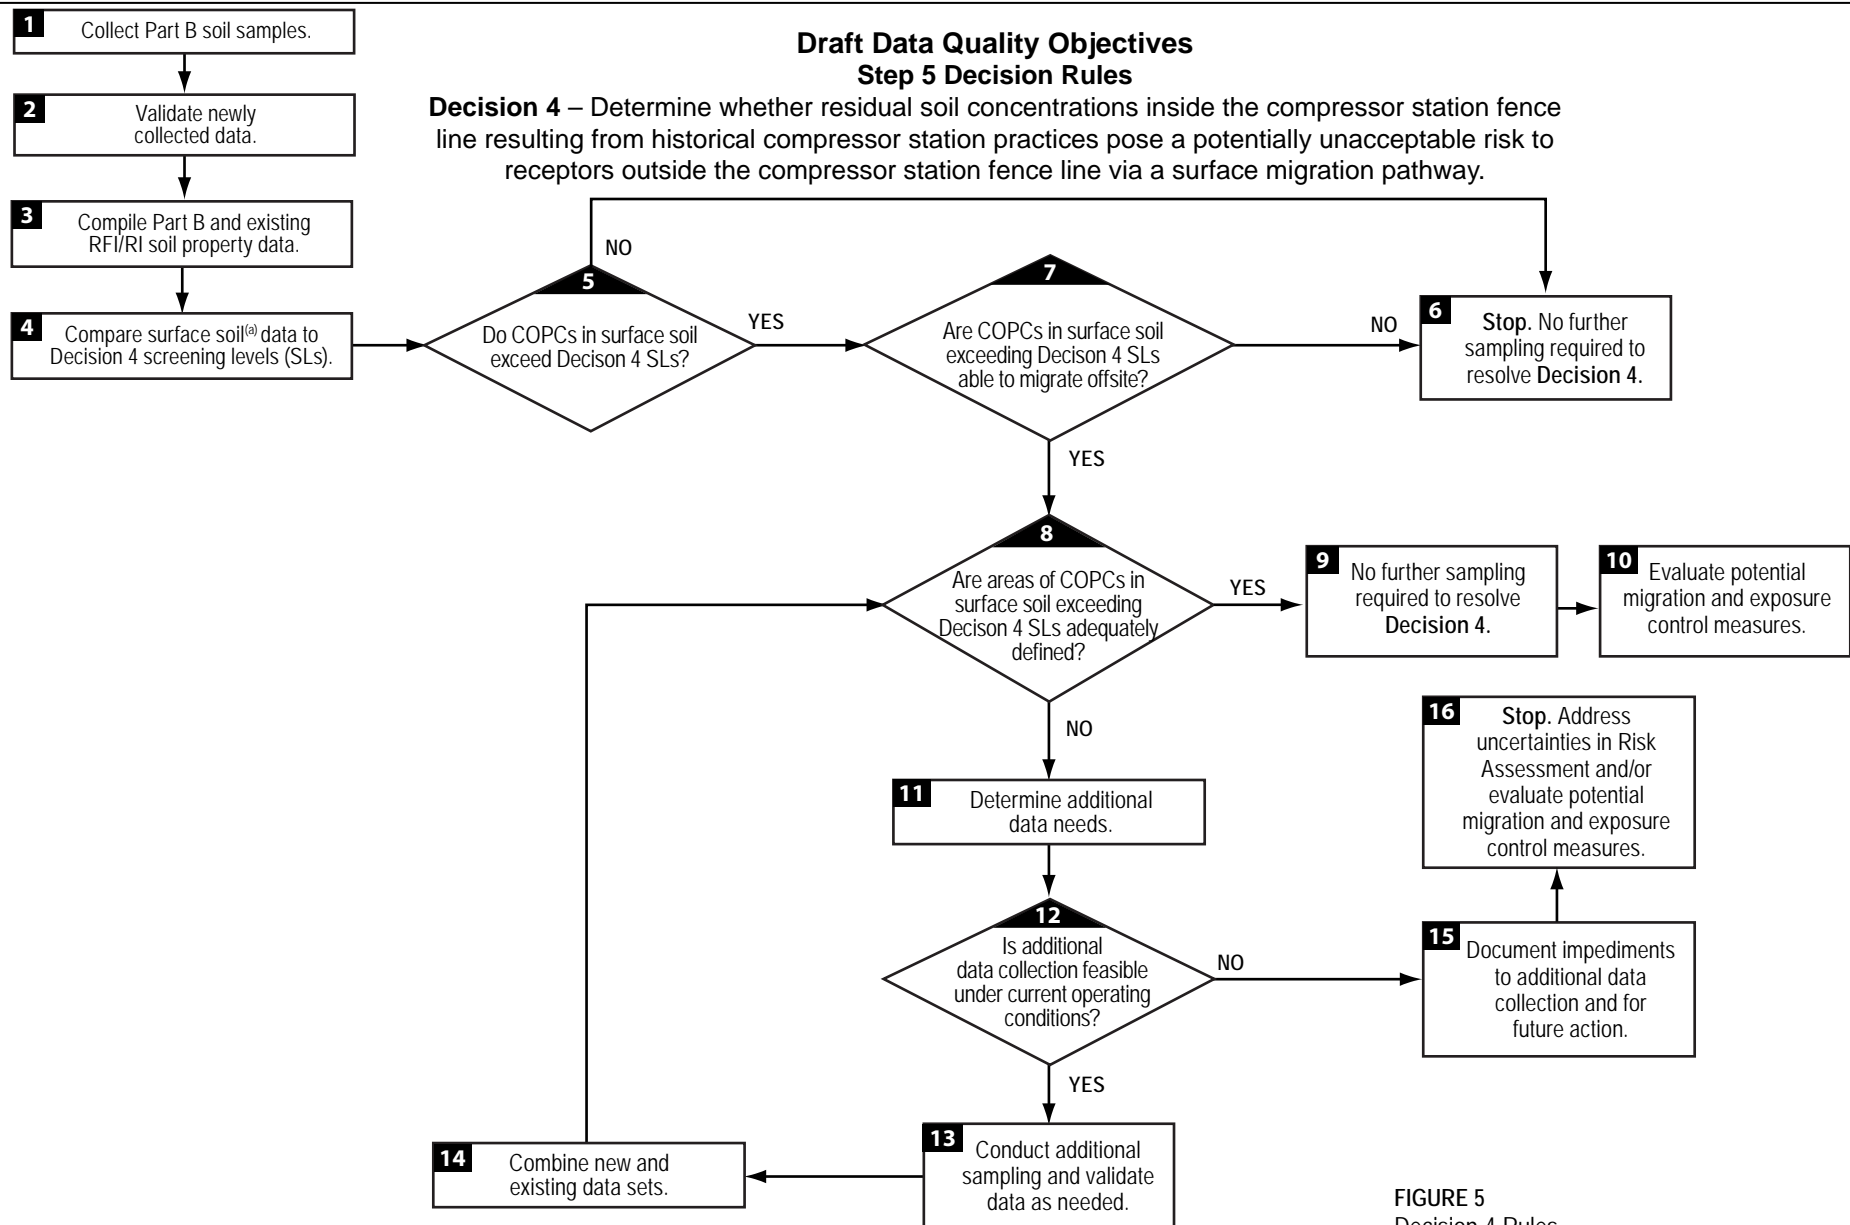 Draft Data Quality Objectives
Step 5 Decision Rules
Decision 4 – Determine whether residual soil concentrations inside the compressor station fence
line resulting from historical compressor station practices pose a potentially unacceptable risk to
receptors outside the compressor station fence line via a surface migration pathway.
1
Collect Part B soil samples.
2
Validate newly
collected data.
3
Compile Part B and existing
RFI/RI soil property data.
4
Compare surface soil(a) data to
Decision 4 screening levels (SLs).
5
Do COPCs in surface soil
exceed Decison 4 SLs?
NO
YES
7
Are COPCs in surface soil
exceeding Decison 4 SLs
able to migrate offsite?
NO
YES
6
Stop. No further
sampling required to
resolve Decision 4.
8
Are areas of COPCs in
surface soil exceeding
Decison 4 SLs adequately
defined?
YES
NO
9
No further sampling
required to resolve
Decision 4.
10
Evaluate potential
migration and exposure
control measures.
11
Determine additional
data needs.
12
Is additional
data collection feasible
under current operating
conditions?
NO
YES
13
Conduct additional
sampling and validate
data as needed.
14
Combine new and
existing data sets.
15
Document impediments
to additional data
collection and for
future action.
16
Stop. Address
uncertainties in Risk
Assessment and/or
evaluate potential
migration and exposure
control measures.
FIGURE 5
Decision 4 Rules